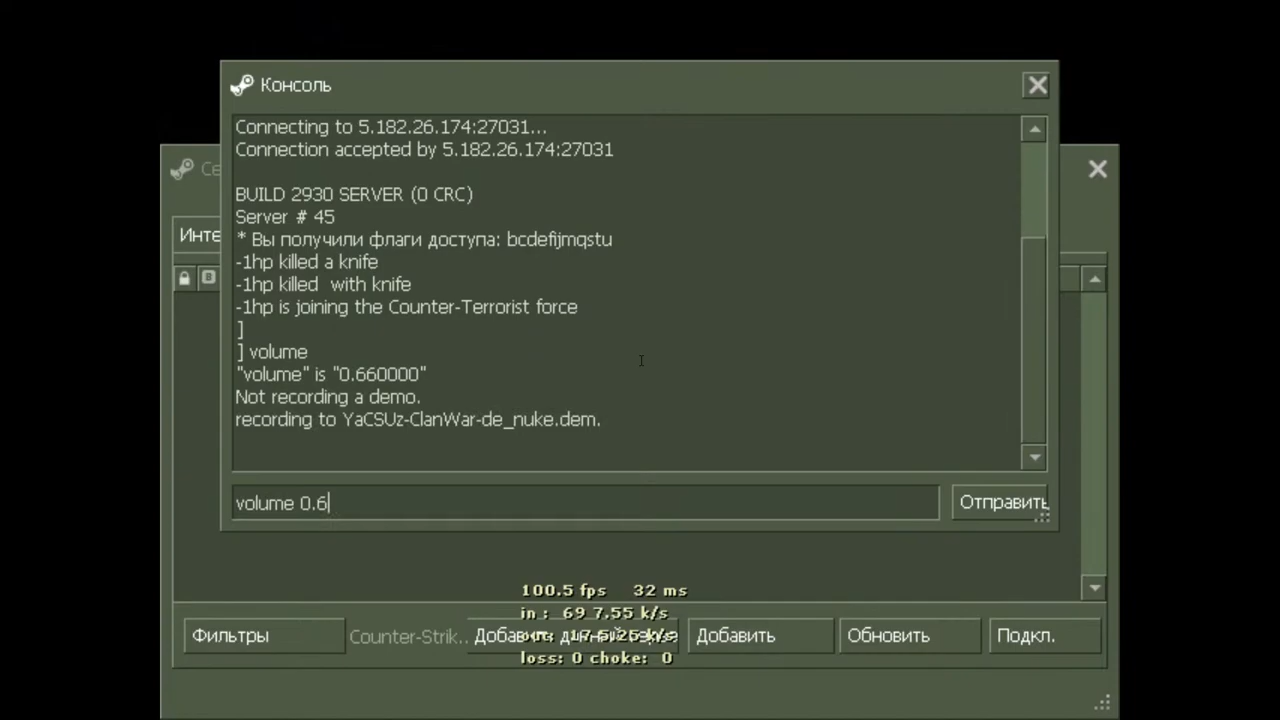 Консоль
Connecting to 5.182.26.174:27031...
Connection accepted by 5.182.26.174:27031
BUILD 2930 SERVER (0 CRC)
Server # 45
* Вы получили флаги доступа: bcdefijmqstu
-1hp killed a knife
-1hp killed  with knife
-1hp is joining the Counter-Terrorist force
]
] volume
"volume" is "0.660000"
Not recording a demo.
recording to YaCSUz-ClanWar-de_nuke.dem.
volume 0.6
Отправить
Се
Инте
100.5 fps 32 ms
in : 69 7.55 k/s
loss: 0 choke: 0
Фильтры
Counter-Strik..
Добавить
Обновить
Подкл.